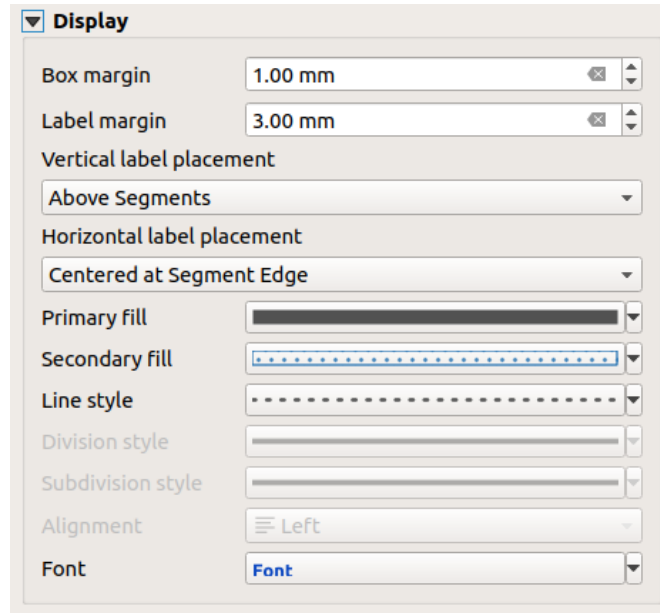 Display
Box margin 1.00 mm
Label margin 3.00 mm
Vertical label placement
Above Segments
Horizontal label placement
Centered at Segment Edge
Primary fill
Secondary fill
Line style
Division style
Subdivision style
Alignment Left
Font Font